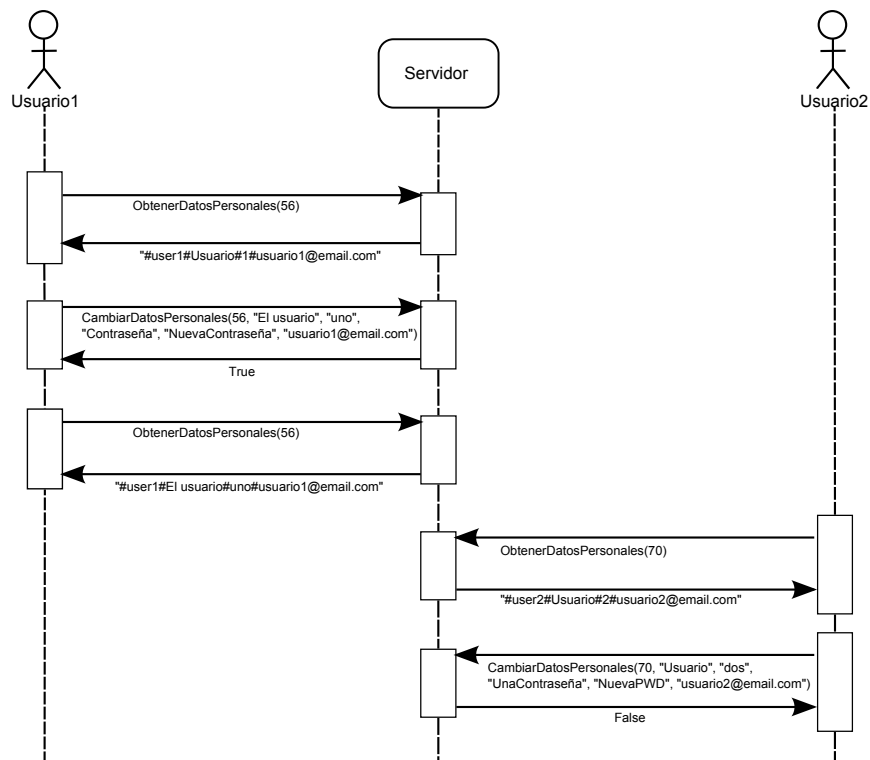 Usuario1
Servidor
Usuario2
ObtenerDatosPersonales(56)
"#user1#Usuario#1#usuario1@email.com"
CambiarDatosPersonales(56, "El usuario", "uno",
"Contraseña", "NuevaContraseña", "usuario1@email.com")
True
ObtenerDatosPersonales(56)
"#user1#El usuario#uno#usuario1@email.com"
ObtenerDatosPersonales(70)
"#user2#Usuario#2#usuario2@email.com"
CambiarDatosPersonales(70, "Usuario", "dos",
"UnaContraseña", "NuevaPWD", "usuario2@email.com")
False